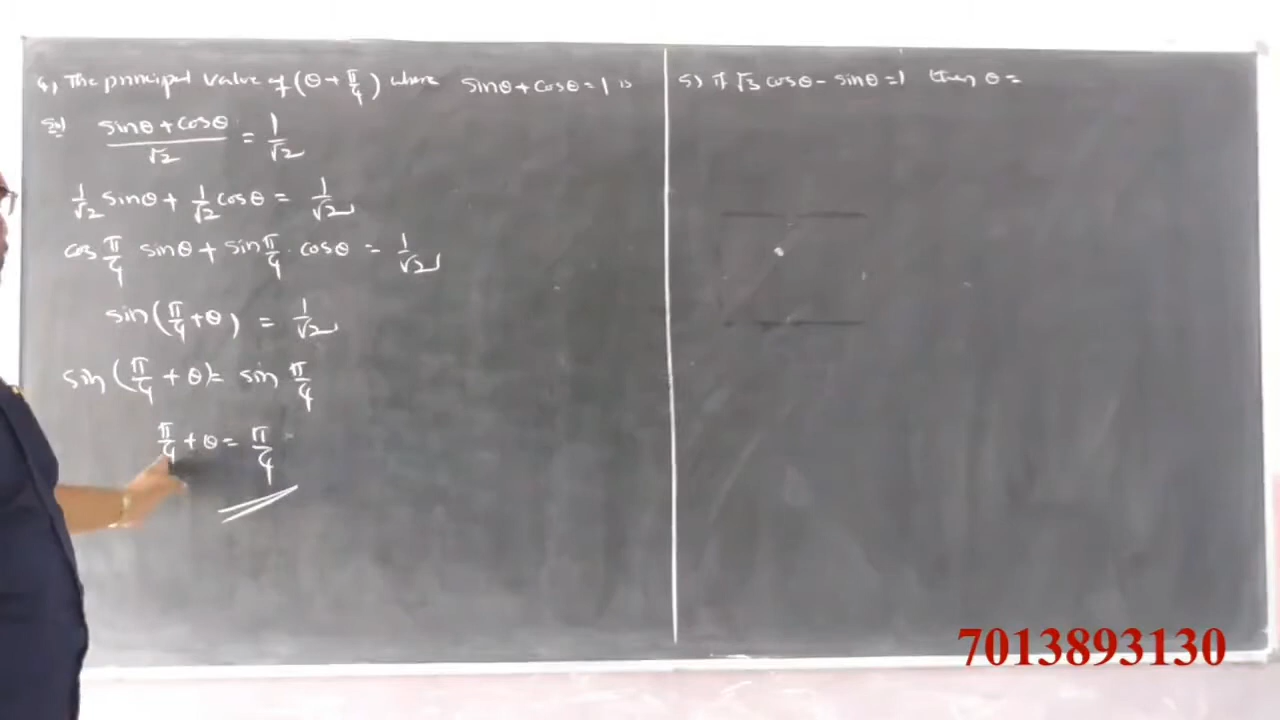 4) The principal value of (θ + π/4) where sinθ + cosθ = 1 is
Sol
(sinθ + cosθ)/√2 = 1/√2
1/√2 sinθ + 1/√2 cosθ = 1/√2
cos π/4 sinθ + sin π/4 · cosθ = 1/√2
sin(π/4 + θ) = 1/√2
sin(π/4 + θ) = sin π/4
π/4 + θ = π/4
5) if √3 cosθ - sinθ = 1 then θ =
7013893130